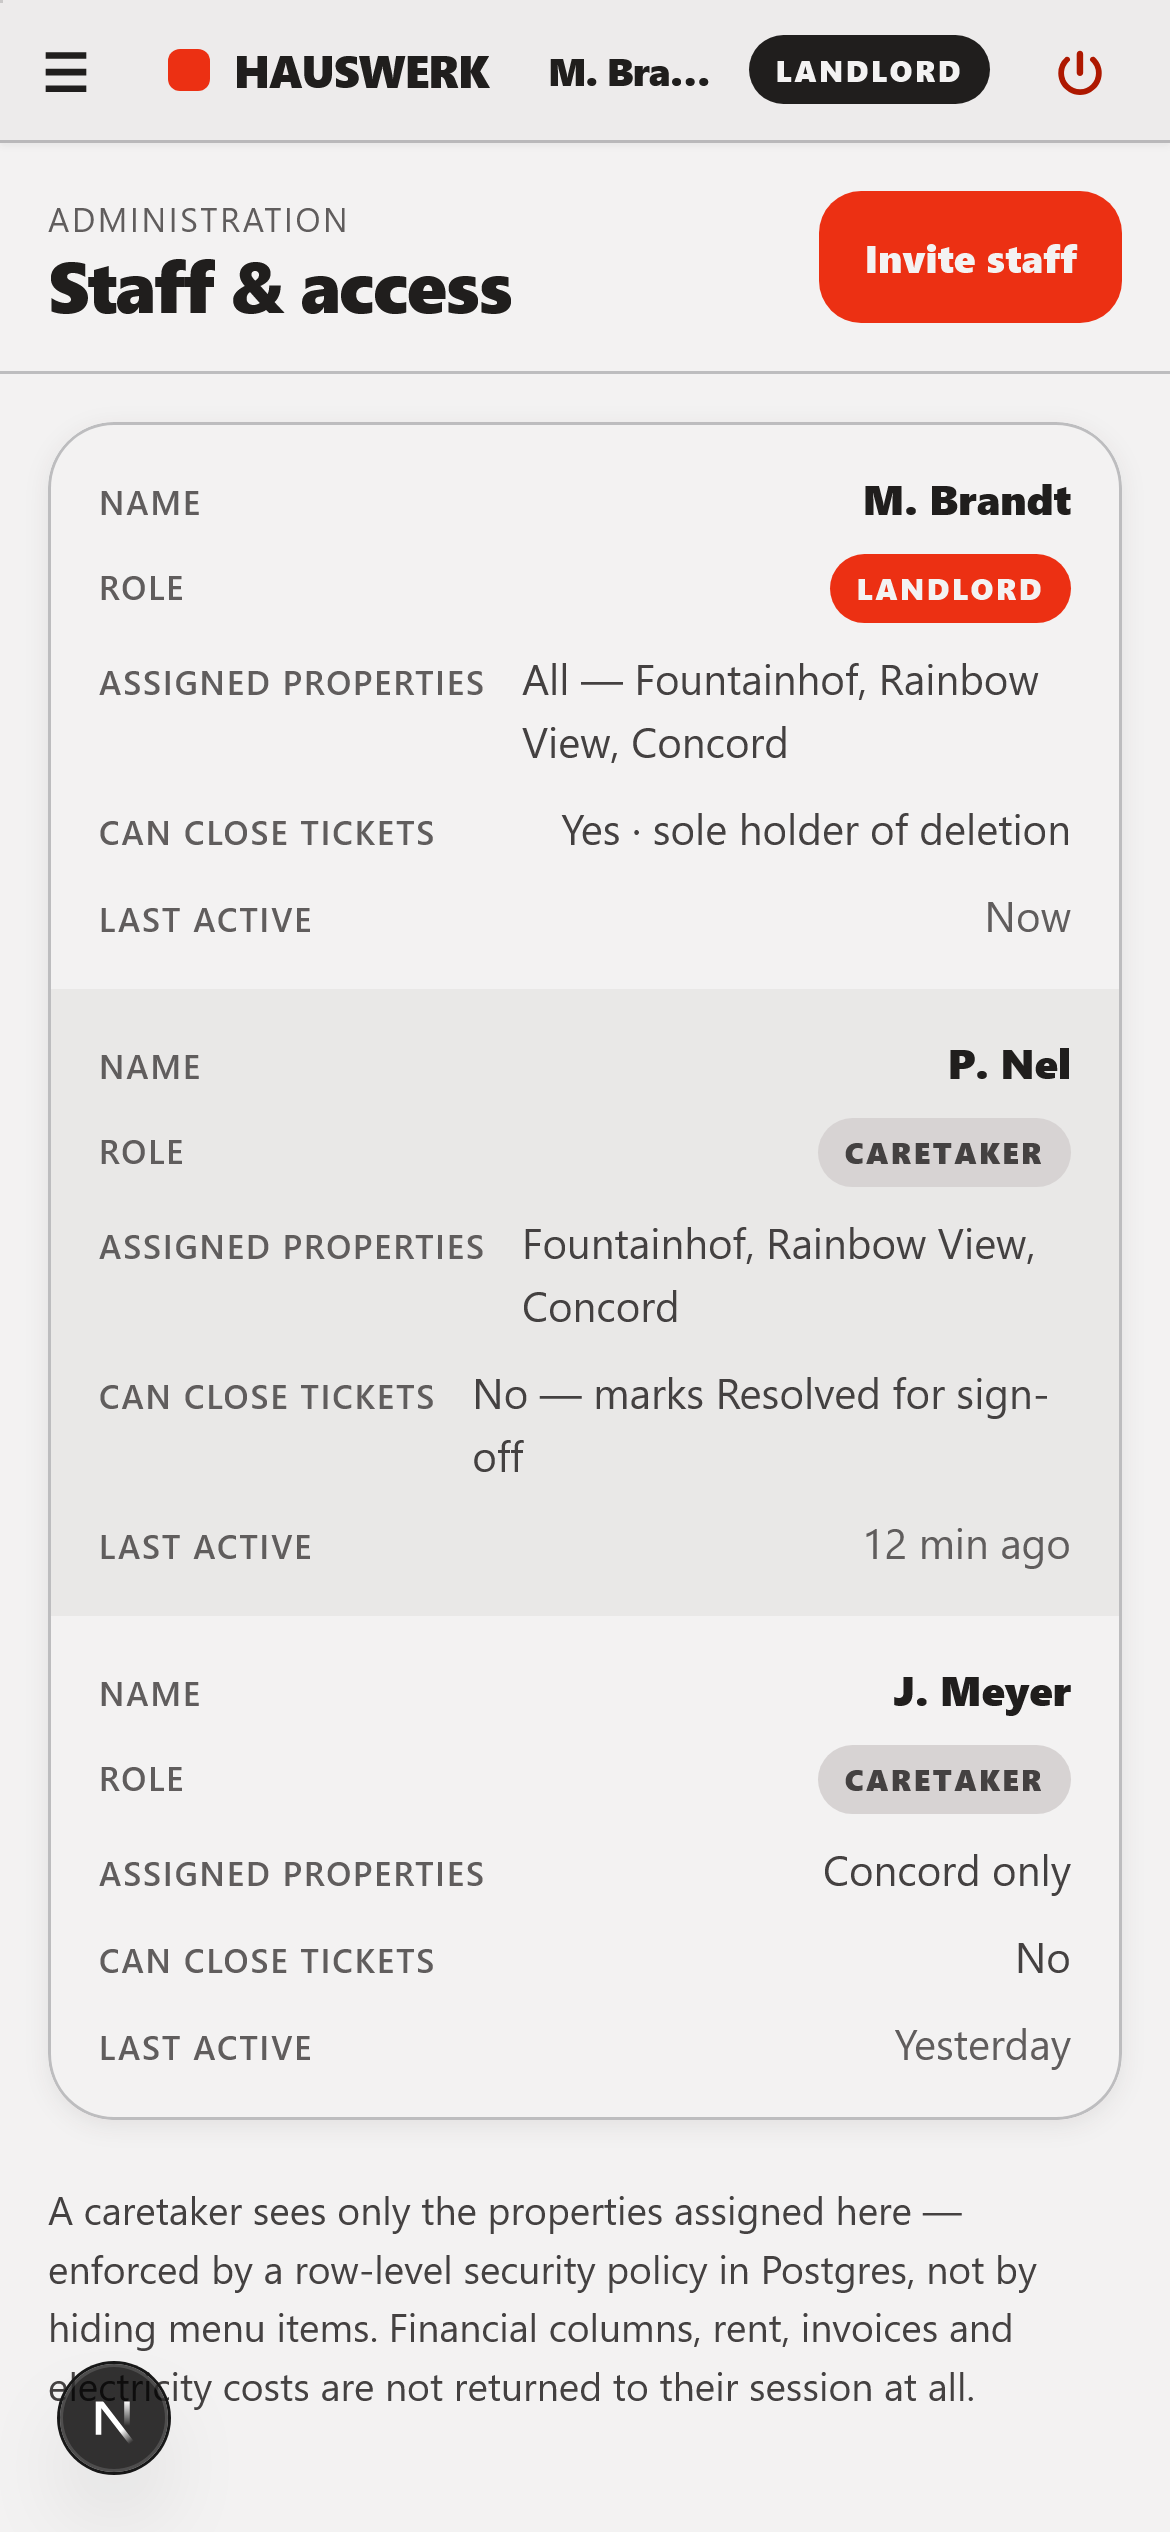 HAUSWERK M. Bra... LANDLORD
ADMINISTRATION
Staff & access
Invite staff
NAME M. Brandt
ROLE LANDLORD
ASSIGNED PROPERTIES All — Fountainhof, Rainbow
View, Concord
CAN CLOSE TICKETS Yes · sole holder of deletion
LAST ACTIVE Now
NAME P. Nel
ROLE CARETAKER
ASSIGNED PROPERTIES Fountainhof, Rainbow View,
Concord
CAN CLOSE TICKETS No — marks Resolved for sign-
off
LAST ACTIVE 12 min ago
NAME J. Meyer
ROLE CARETAKER
ASSIGNED PROPERTIES Concord only
CAN CLOSE TICKETS No
LAST ACTIVE Yesterday
A caretaker sees only the properties assigned here —
enforced by a row-level security policy in Postgres, not by
hiding menu items. Financial columns, rent, invoices and
electricity costs are not returned to their session at all.
N